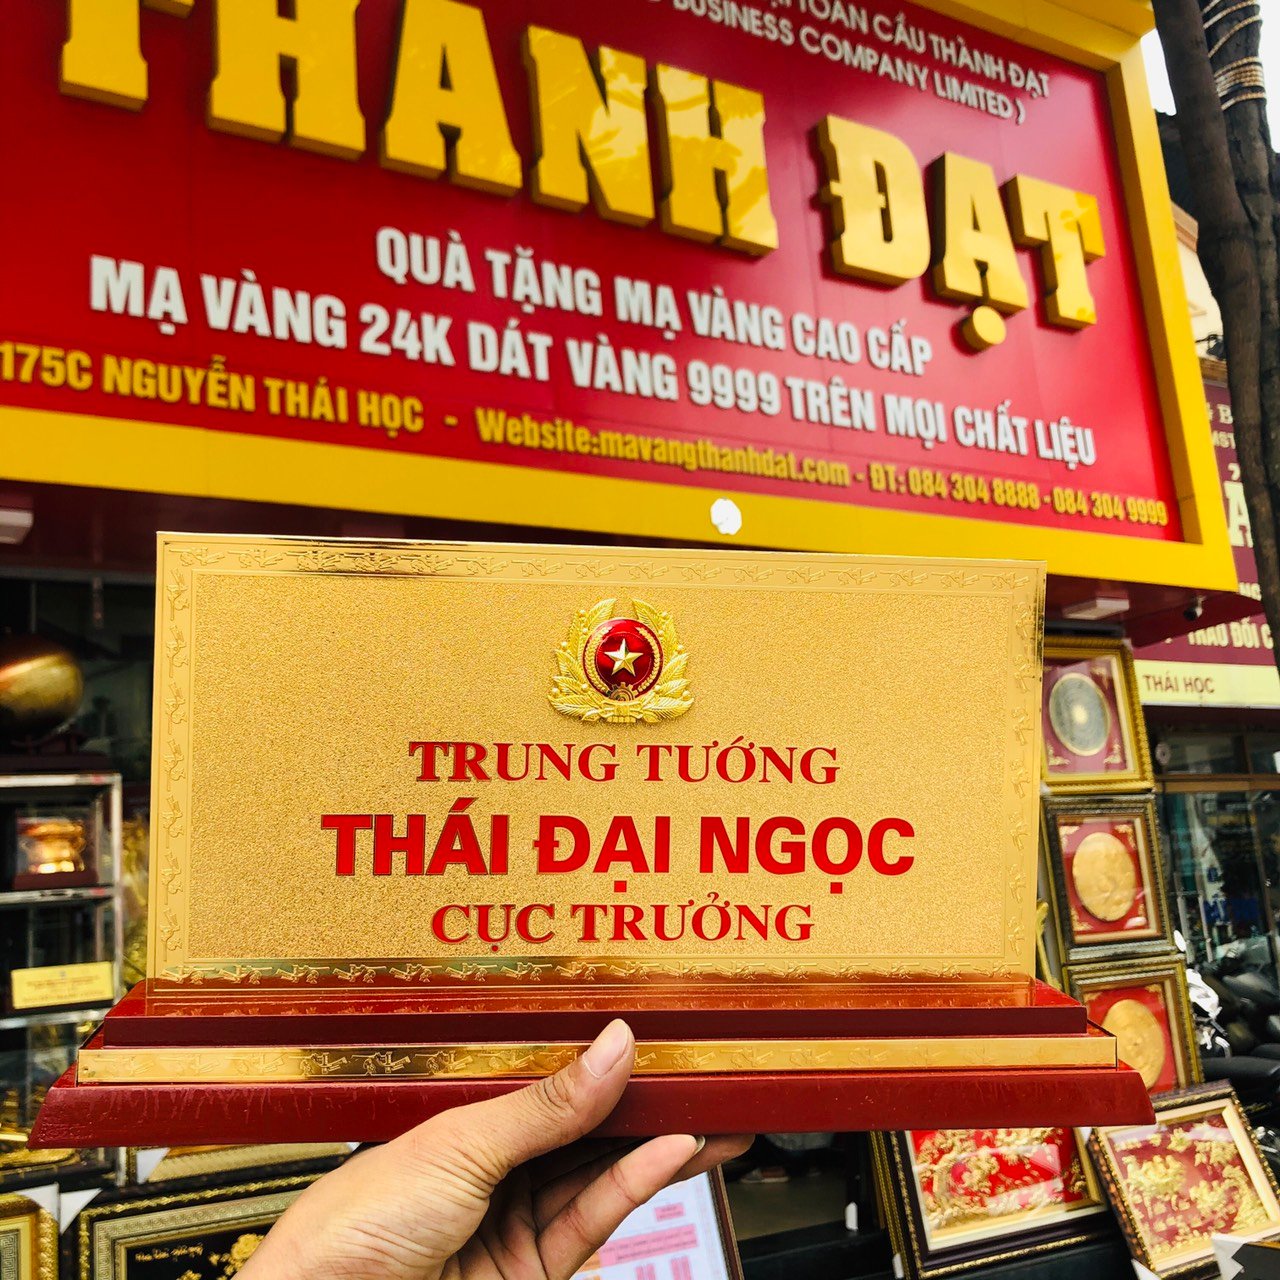 TOÀN CẦU THÀNH ĐẠT
BUSINESS COMPANY LIMITED )
THANH ĐẠT
QUÀ TẶNG MẠ VÀNG CAO CẤP
MẠ VÀNG 24K DÁT VÀNG 9999 TRÊN MỌI CHẤT LIỆU
175C NGUYỄN THÁI HỌC - Website:mavangthanhdat.com - ĐT: 084 304 8888 - 084 304 9999
TRAO ĐỔI
THÁI HỌC
TRUNG TƯỚNG
THÁI ĐẠI NGỌC
CỤC TRƯỞNG